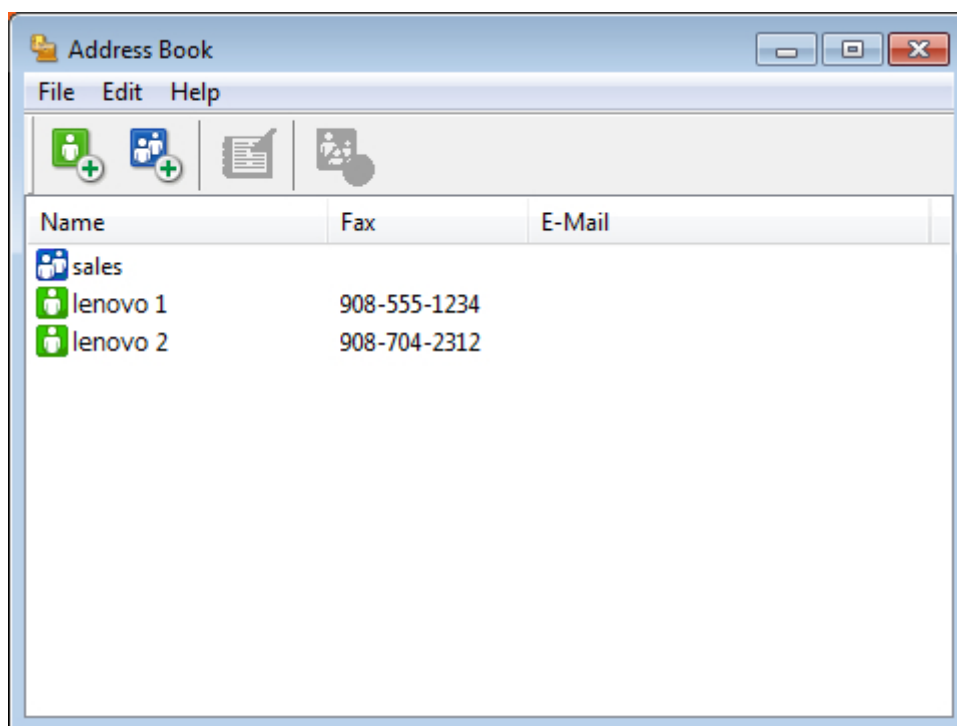 Address Book
File Edit Help
Name Fax E-Mail
sales
lenovo 1 908-555-1234
lenovo 2 908-704-2312